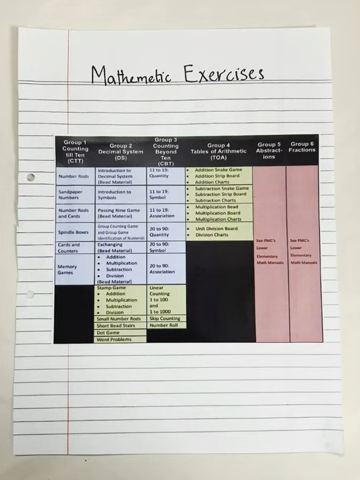 Mathemetic Exercises
Group 1
Counting
till Ten
(CTT)
Group 2
Decimal System
(DS)
Group 3
Counting
Beyond
Ten
(CBT)
Group 4
Tables of Arithmetic
(TOA)
Group 5
Abstract-
ions
Group 6
Fractions
Number Rods
Introduction to
Decimal System
(Bead Material)
11 to 19:
Quantity
• Addition Snake Game
• Addition Strip Board
• Addition Charts
Sandpaper
Numbers
Introduction to
Symbols
11 to 19:
Symbol
• Subtraction Snake Game
• Subtraction Strip Board
• Subtraction Charts
Number Rods
and Cards
Passing Nine Game
(Bead Material)
11 to 19:
Association
• Multiplication Bead
• Multiplication Board
• Multiplication Charts
Spindle Boxes
Group Counting Game
and Group Game
Identification of Numerals
20 to 90:
Quantity
• Unit Division Board
• Division Charts
Cards and
Counters
Exchanging
(Bead Material)
20 to 90:
Symbol
Memory
Games
• Addition
• Multiplication
• Subtraction
• Division
(Bead Material)
20 to 90:
Association
Stamp Game
• Addition
• Multiplication
• Subtraction
• Division
Linear
Counting
1 to 100
and
1 to 1000
Small Number Rods
Skip Counting
Short Bead Stairs
Number Roll
Dot Game
Word Problems
See PMC's
Lower
Elementary
Math Manuals
See PMC's
Lower
Elementary
Math Manuals